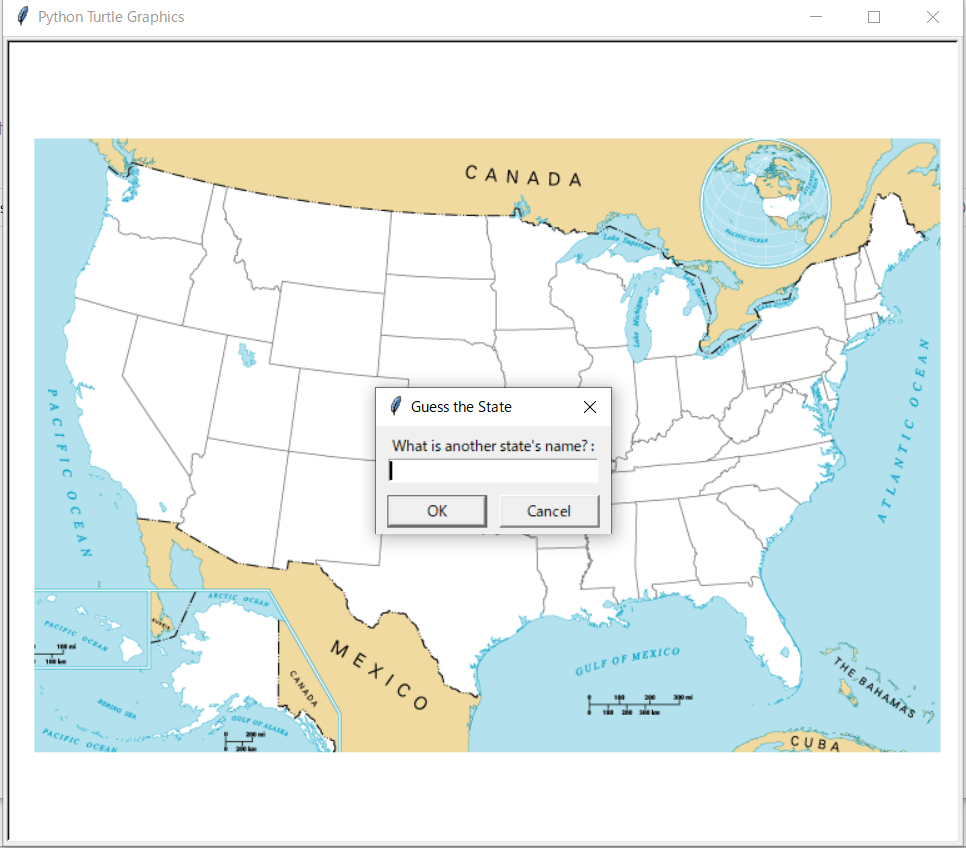 Python Turtle Graphics
CANADA
Lake Superior
PACIFIC OCEAN
Lake Michigan
PACIFIC OCEAN
ATLANTIC OCEAN
Guess the State
What is another state's name? :
OK
Cancel
ARCTIC OCEAN
PACIFIC OCEAN
100 mi
100 km
MEXICO
CANADA
GULF OF MEXICO
THE BAHAMAS
0 100 200 300 mi
0 100 200 300 km
BERING SEA
GULF OF ALASKA
PACIFIC OCEAN
0 200 mi
0 200 km
CUBA